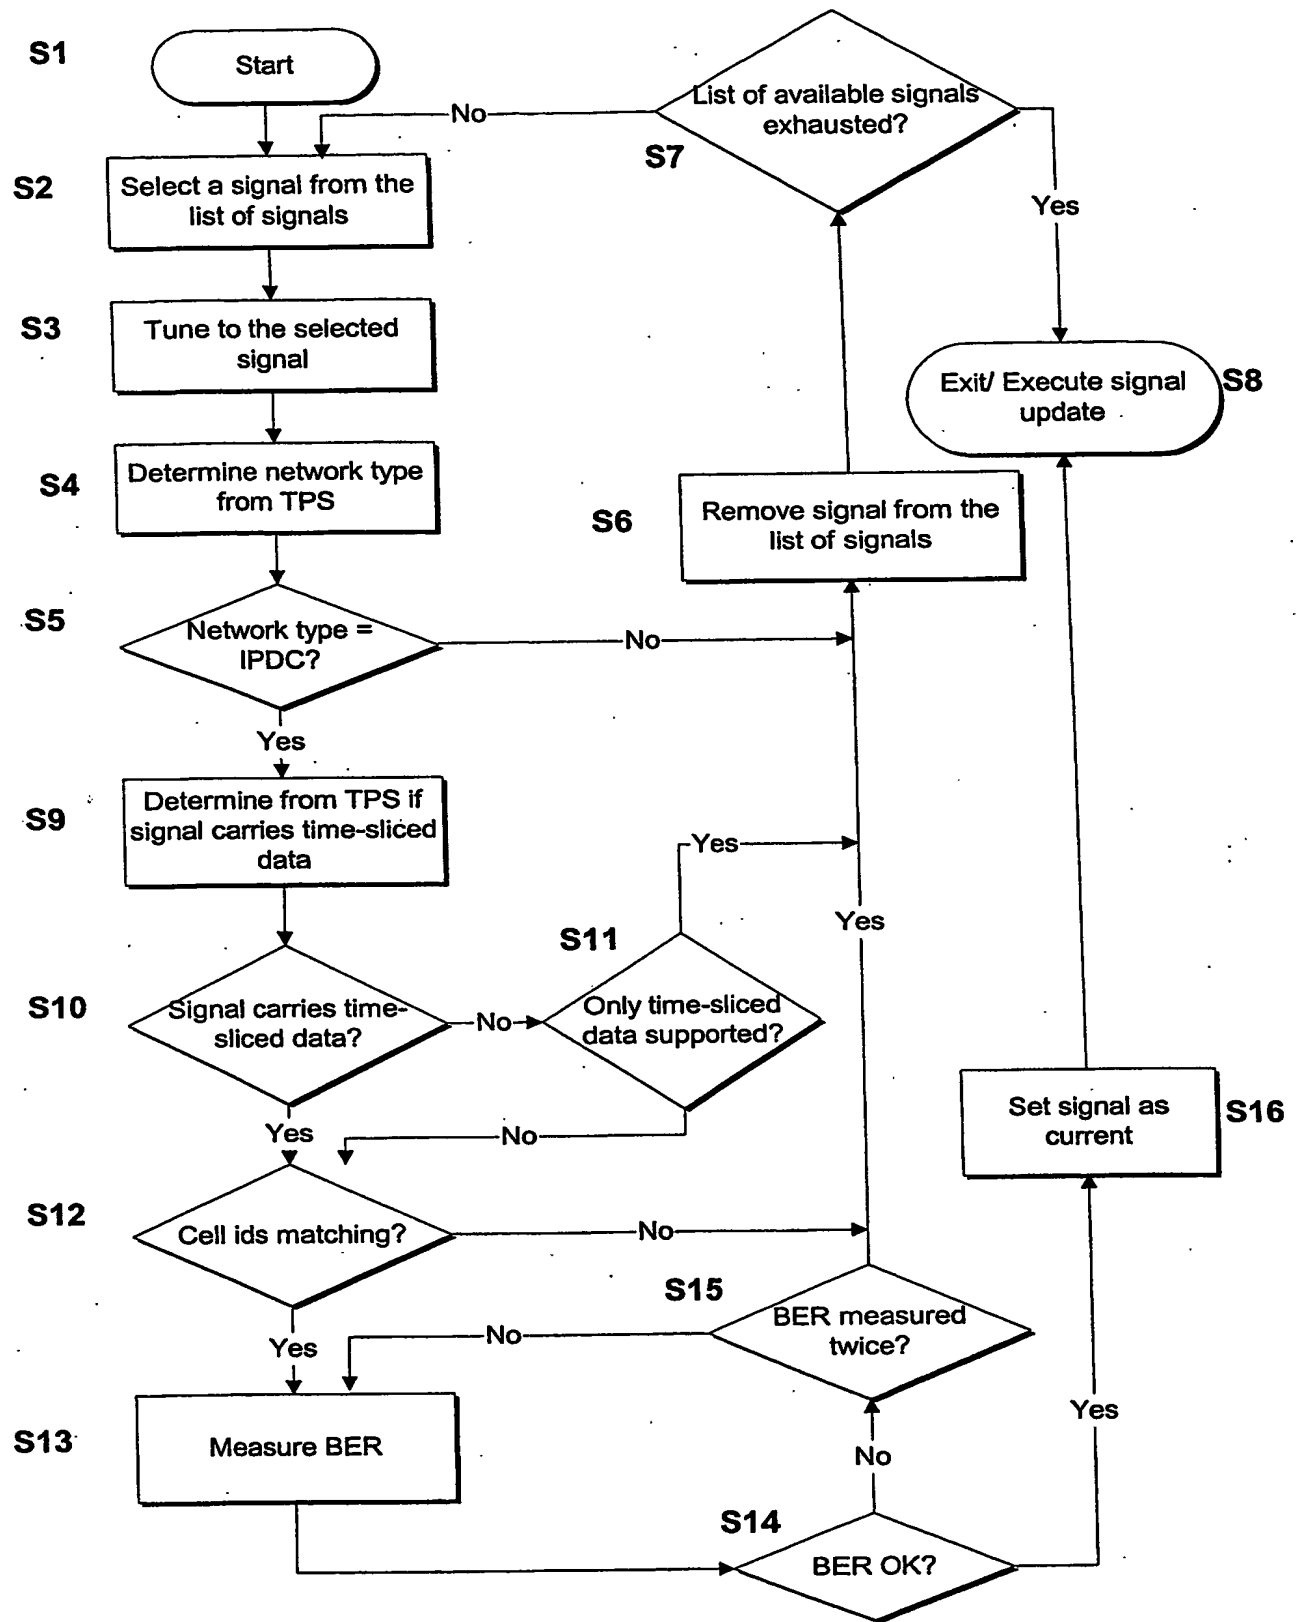 S1
Start
No
List of available signals
exhausted?
S7
Yes
S2
Select a signal from the
list of signals
S3
Tune to the selected
signal
Exit/ Execute signal
update
S8
S4
Determine network type
from TPS
S6
Remove signal from the
list of signals
S5
Network type =
IPDC?
No
Yes
S9
Determine from TPS if
signal carries time-sliced
data
Yes
Yes
S11
S10
Signal carries time-
sliced data?
No
Only time-sliced
data supported?
Yes
No
Set signal as
current
S16
S12
Cell ids matching?
No
S15
BER measured
twice?
No
Yes
Yes
S13
Measure BER
No
S14
BER OK?